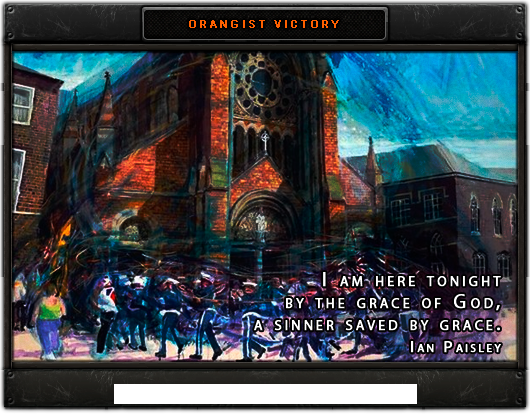 ORANGIST VICTORY
I AM HERE TONIGHT
BY THE GRACE OF GOD,
A SINNER SAVED BY GRACE.
IAN PAISLEY